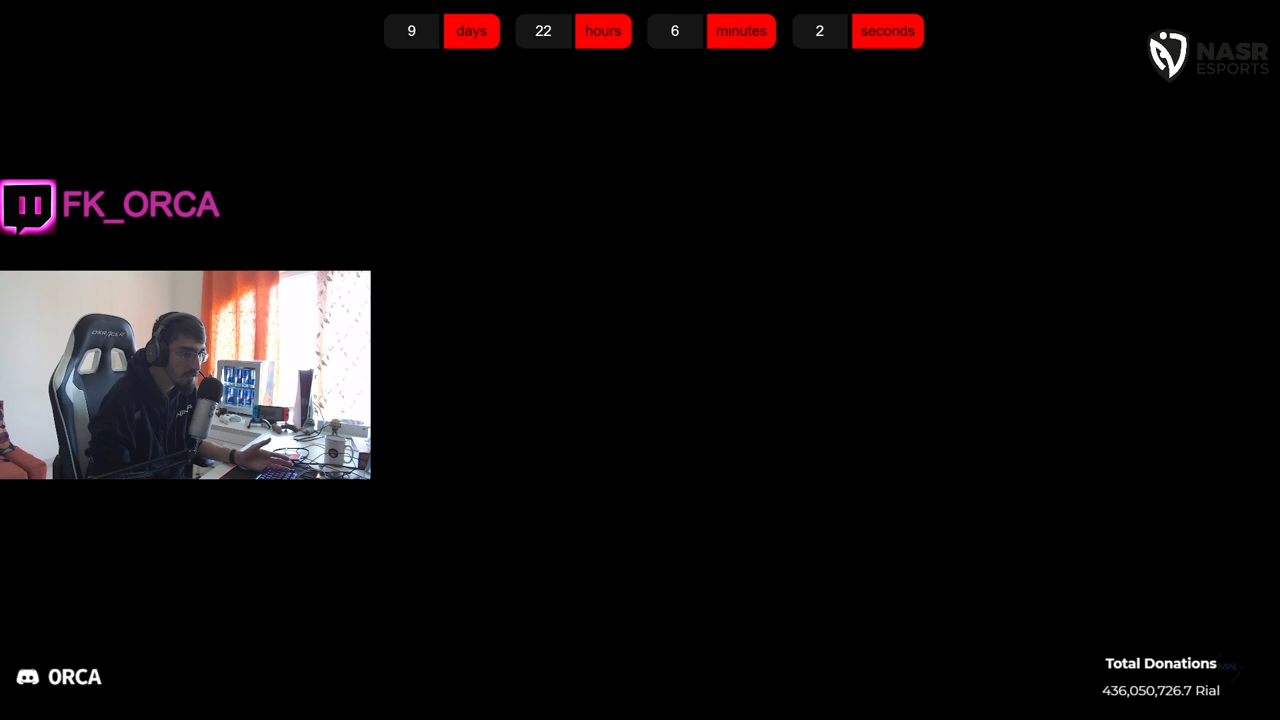 9 days 22 hours 6 minutes 2 seconds
NASR
ESPORTS
FK_ORCA
DXRACER
ORCA
Total Donations
436,050,726.7 Rial